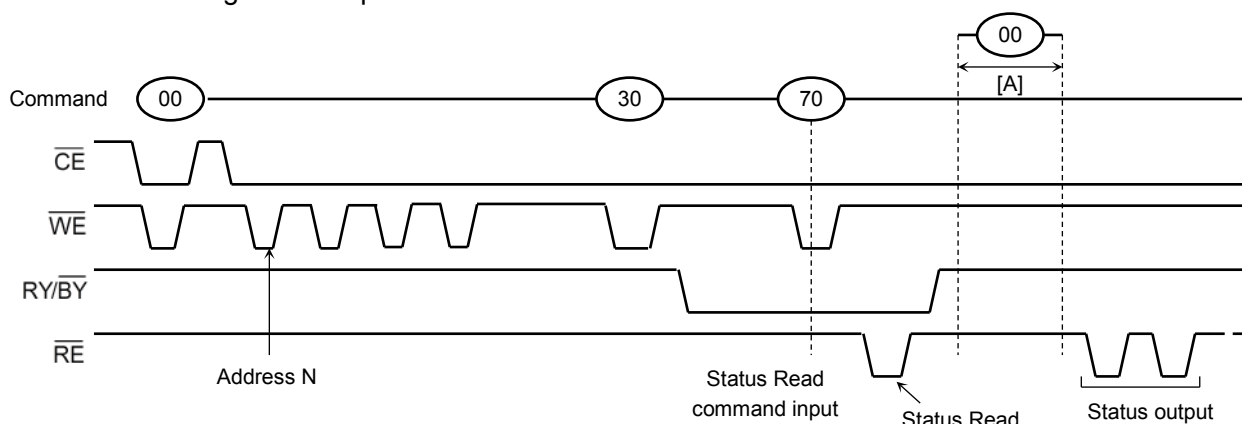 00
[A]
Command 00 30 70
CE
WE
RY/BY
RE
Address N
Status Read
command input
Status Read
Status output